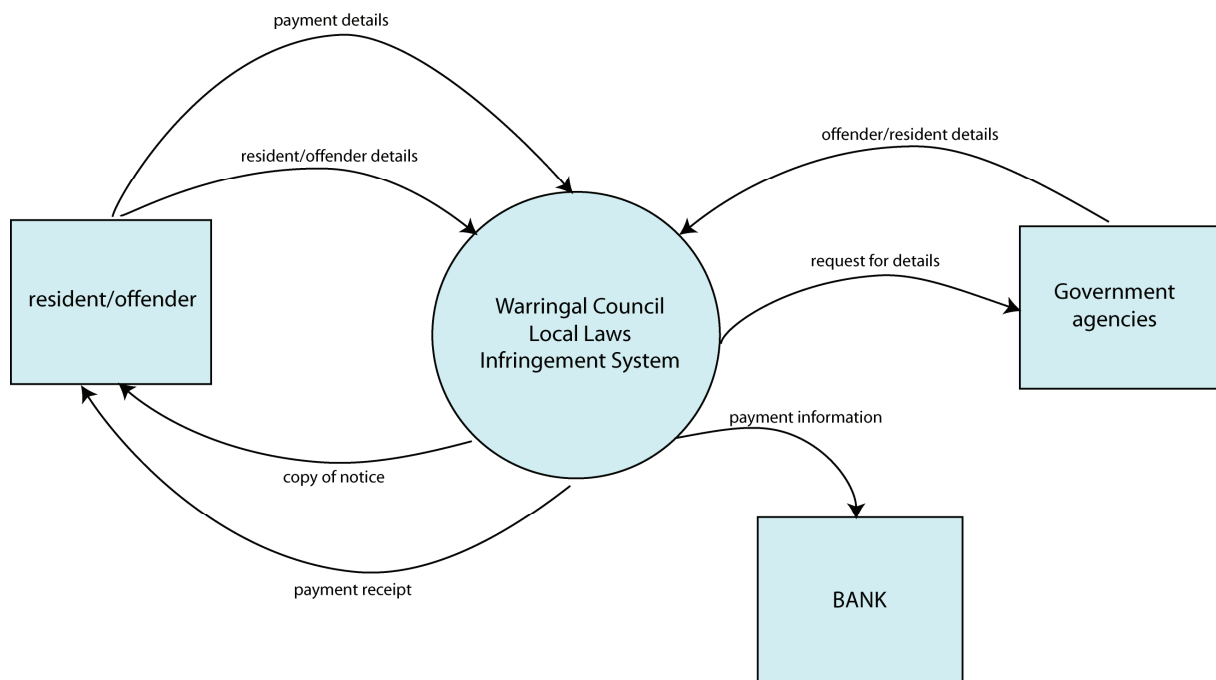 payment details
offender/resident details
resident/offender details
request for details
resident/offender
Warringal Council
Local Laws
Infringement System
Government
agencies
payment information
copy of notice
payment receipt
BANK